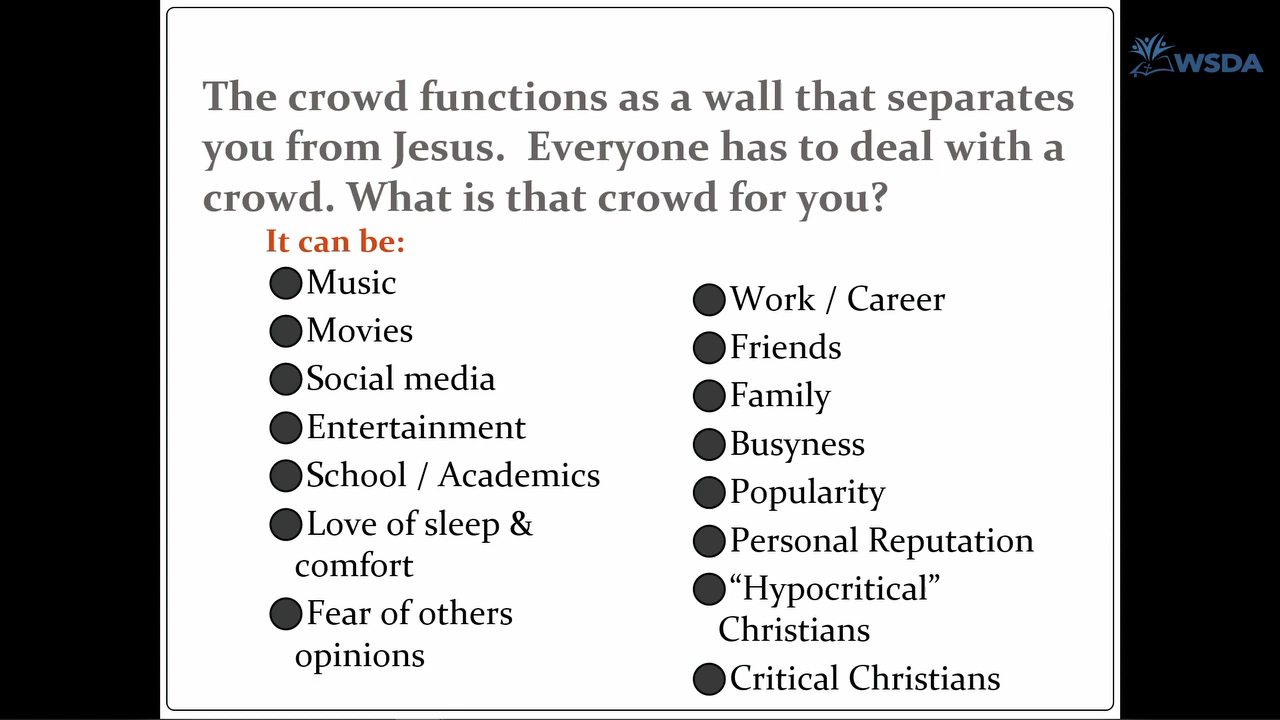 The crowd functions as a wall that separates
you from Jesus.  Everyone has to deal with a
crowd. What is that crowd for you?
It can be:
Music
Movies
Social media
Entertainment
School / Academics
Love of sleep &
comfort
Fear of others
opinions
Work / Career
Friends
Family
Busyness
Popularity
Personal Reputation
“Hypocritical”
Christians
Critical Christians
WSDA